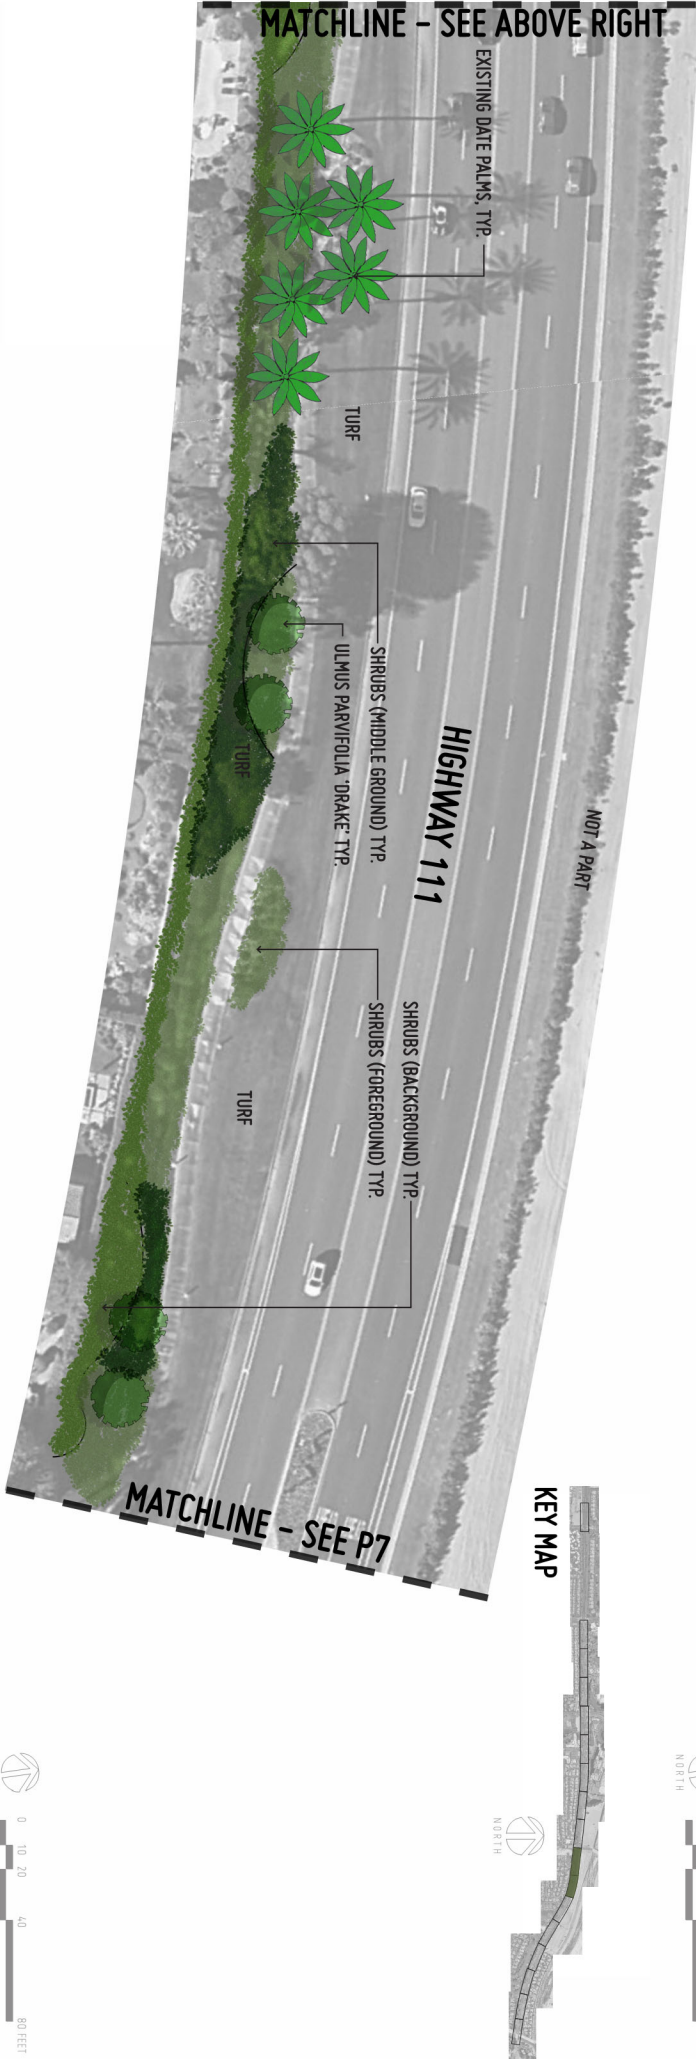 MATCHLINE - SEE ABOVE RIGHT
EXISTING DATE PALMS, TYP.
TURF
SHRUBS (MIDDLE GROUND) TYP.
ULMUS PARVIFOLIA 'DRAKE' TYP.
TURF
HIGHWAY 111
NOT A PART
SHRUBS (BACKGROUND) TYP.
SHRUBS (FOREGROUND) TYP.
TURF
MATCHLINE - SEE P7
KEY MAP
NORTH
NORTH
0 10 20 40 80 FEET